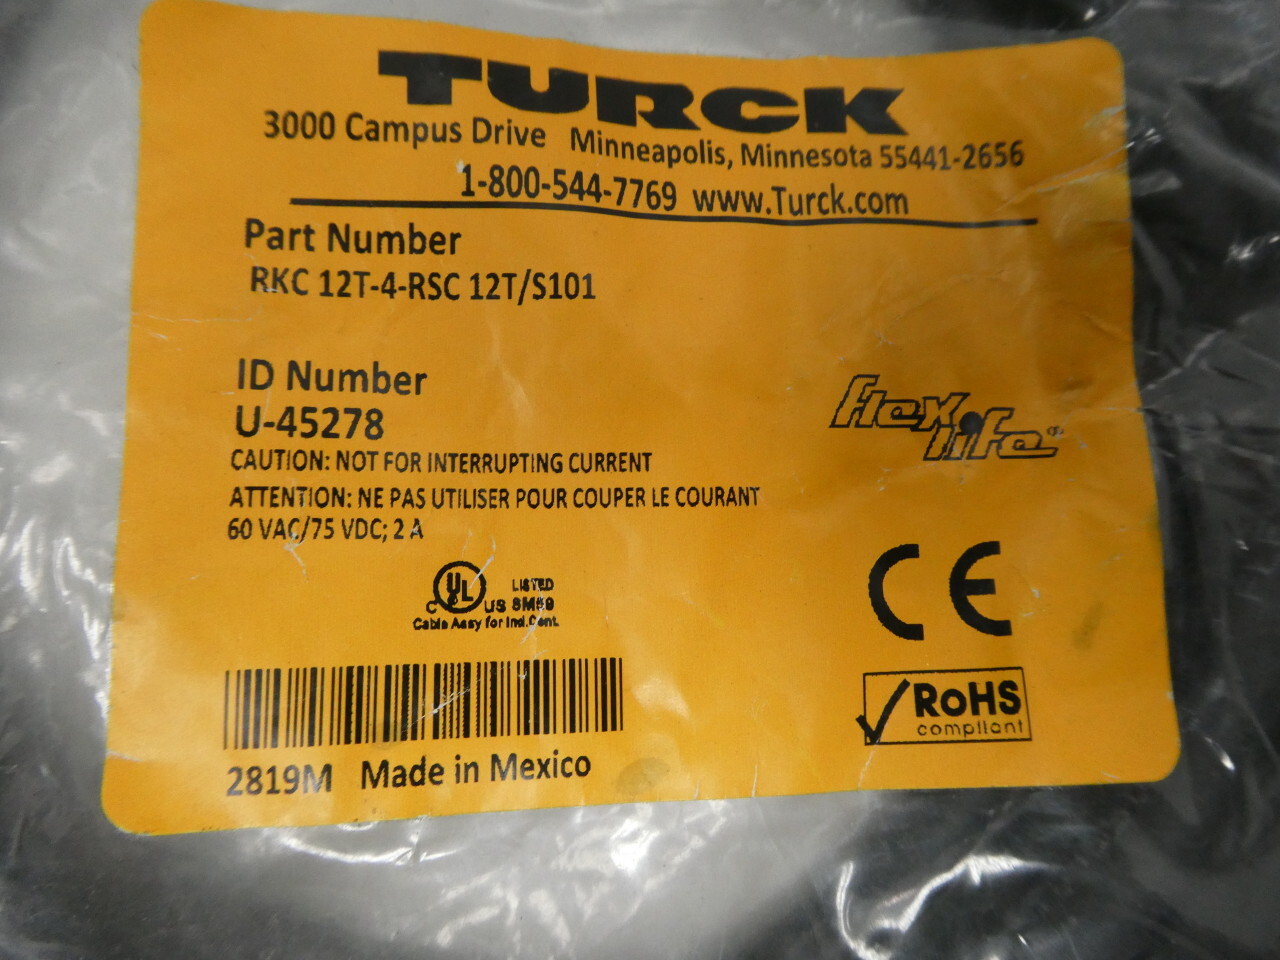 TURCK
3000 Campus Drive Minneapolis, Minnesota 55441-2656
1-800-544-7769 www.Turck.com
Part Number
RKC 12T-4-RSC 12T/S101
ID Number
U-45278
flexlife®
CAUTION: NOT FOR INTERRUPTING CURRENT
ATTENTION: NE PAS UTILISER POUR COUPER LE COURANT
60 VAC/75 VDC; 2 A
C UL US LISTED 8M59
Cable Assy for Ind. Cont.
CE
RoHS
compliant
2819M Made in Mexico